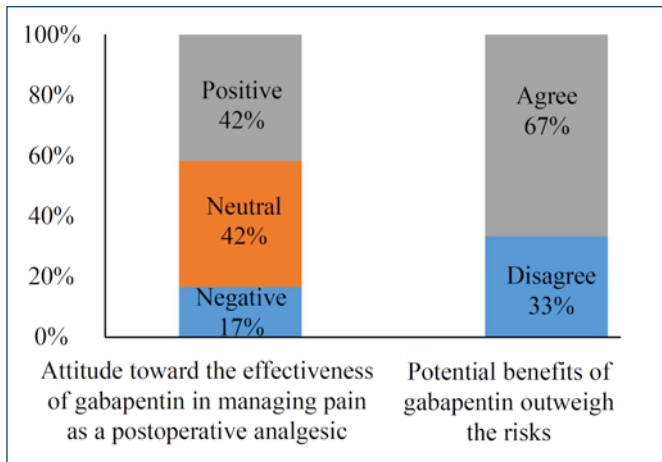 100%
80%
60%
40%
20%
0%
Positive
42%
Neutral
42%
Negative
17%
Agree
67%
Disagree
33%
Attitude toward the effectiveness
of gabapentin in managing pain
as a postoperative analgesic
Potential benefits of
gabapentin outweigh
the risks